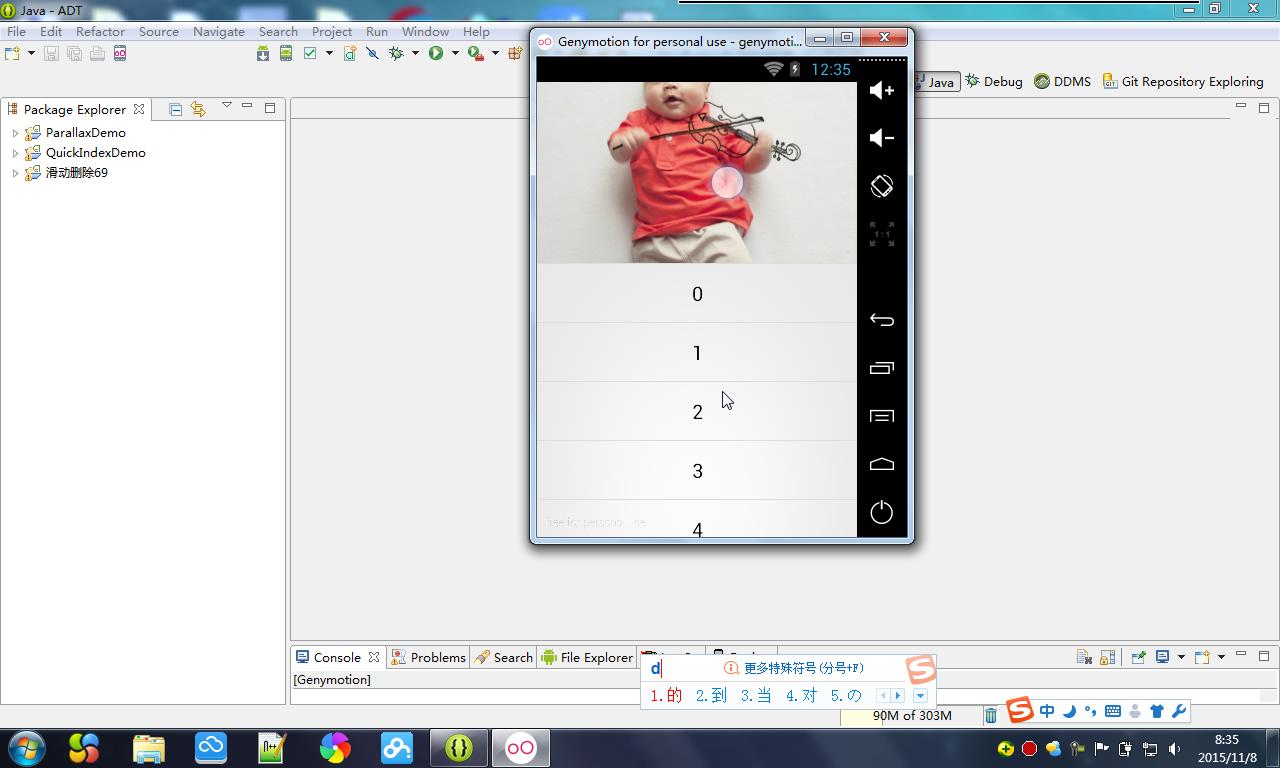 Java - ADT
File Edit Refactor Source Navigate Search Project Run Window Help
Genymotion for personal use - genymoti...
12:35
Java Debug DDMS Git Repository Exploring
Package Explorer
ParallaxDemo
QuickIndexDemo
滑动删除69
0
1
2
3
4
free for personal use
Console Problems Search File Explorer
[Genymotion]
d 更多特殊符号(分号+F)
1.的 2.到 3.当 4.对 5.の
90M of 303M
中
8:35
2015/11/8